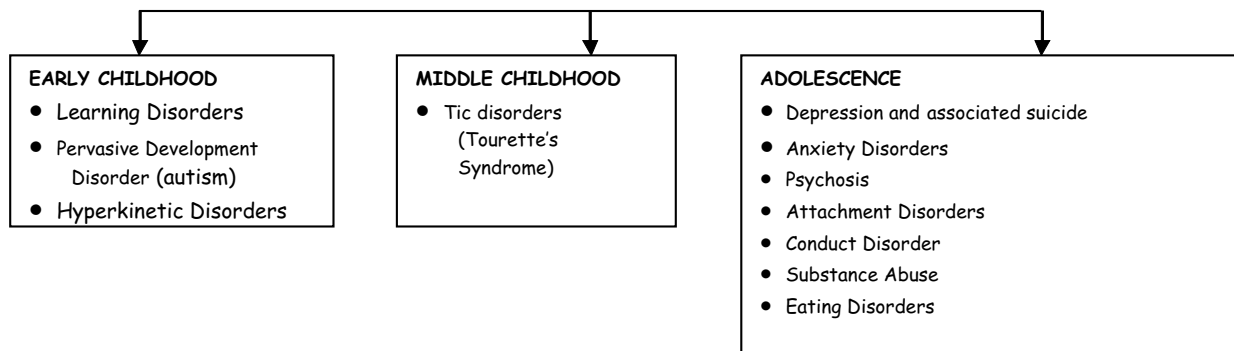 EARLY CHILDHOOD
• Learning Disorders
• Pervasive Development
Disorder (autism)
• Hyperkinetic Disorders
MIDDLE CHILDHOOD
• Tic disorders
(Tourette's
Syndrome)
ADOLESCENCE
• Depression and associated suicide
• Anxiety Disorders
• Psychosis
• Attachment Disorders
• Conduct Disorder
• Substance Abuse
• Eating Disorders